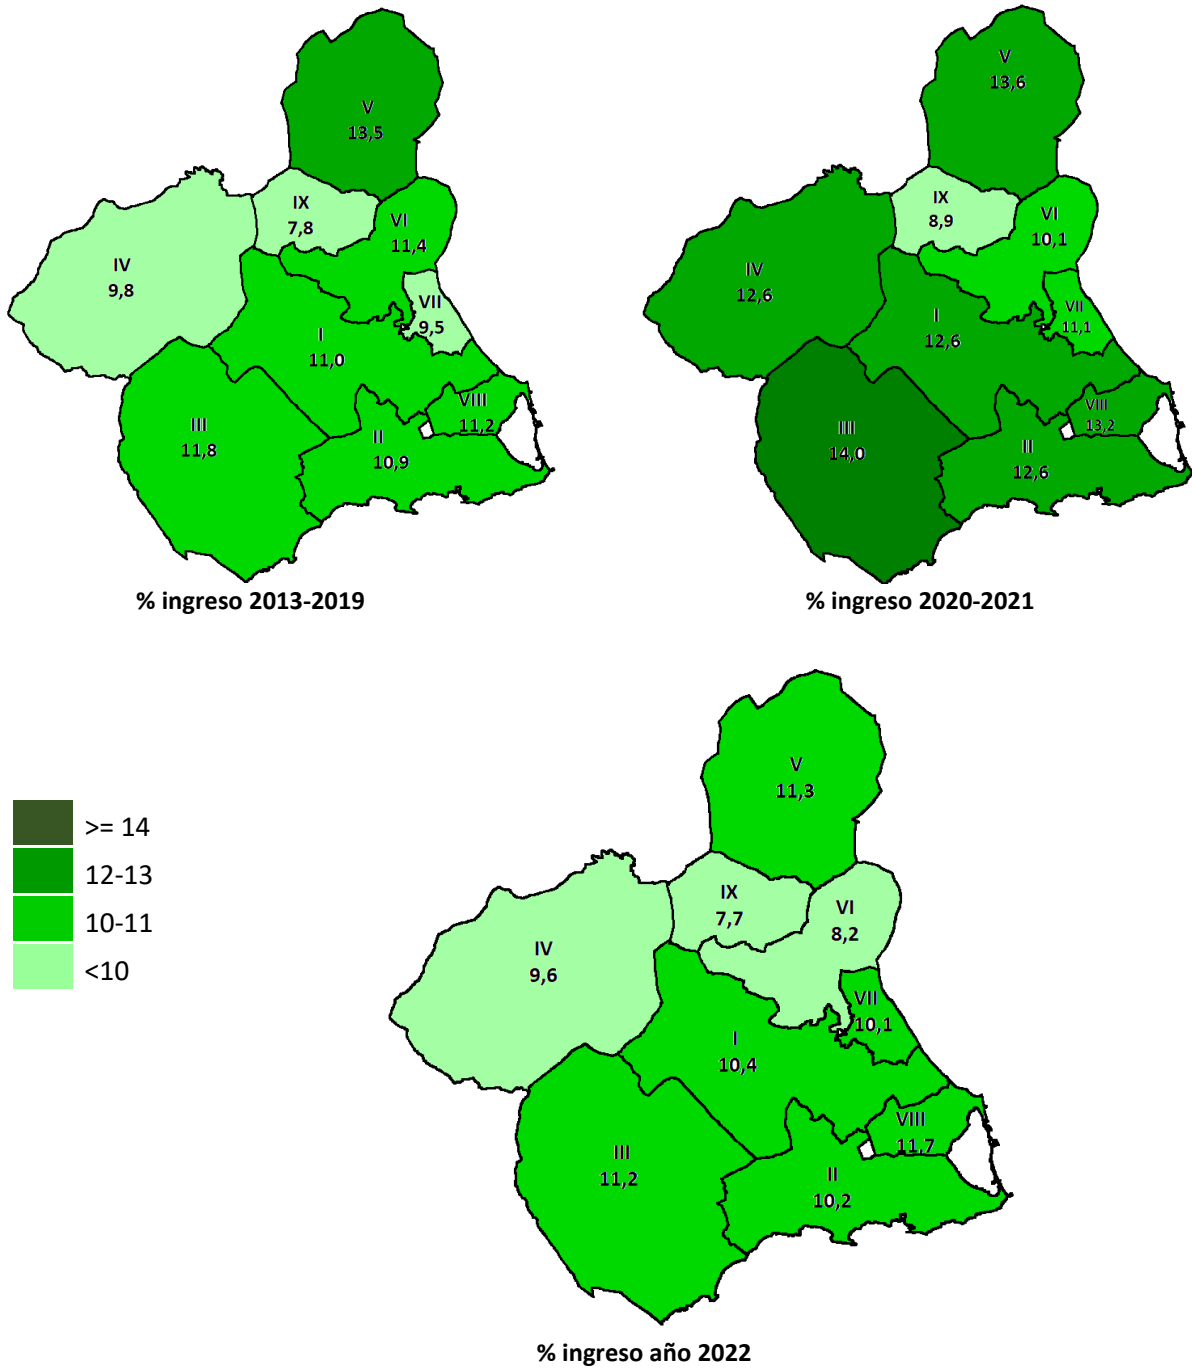 V
13,5
IX
7,8
VI
11,4
IV
9,8
VII
9,5
I
11,0
VIII
11,2
III
11,8
II
10,9
% ingreso 2013-2019
V
13,6
IX
8,9
VI
10,1
IV
12,6
VII
11,1
I
12,6
VIII
13,2
III
14,0
II
12,6
% ingreso 2020-2021
>= 14
12-13
10-11
<10
V
11,3
IX
7,7
VI
8,2
IV
9,6
VII
10,1
I
10,4
VIII
11,7
III
11,2
II
10,2
% ingreso año 2022